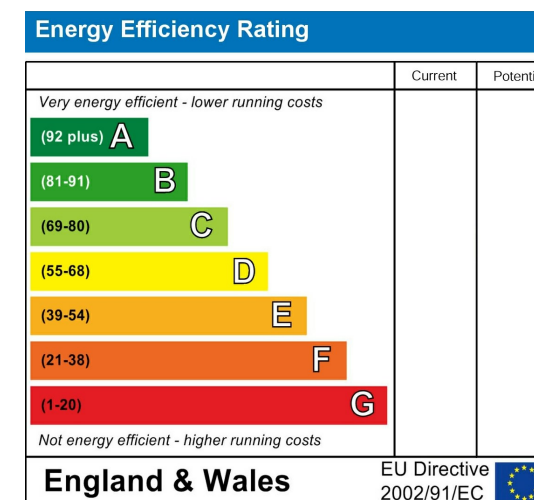 Energy Efficiency Rating
Current Potenti
Very energy efficient - lower running costs
(92 plus) A
(81-91) B
(69-80) C
(55-68) D
(39-54) E
(21-38) F
(1-20) G
Not energy efficient - higher running costs
England & Wales
EU Directive
2002/91/EC